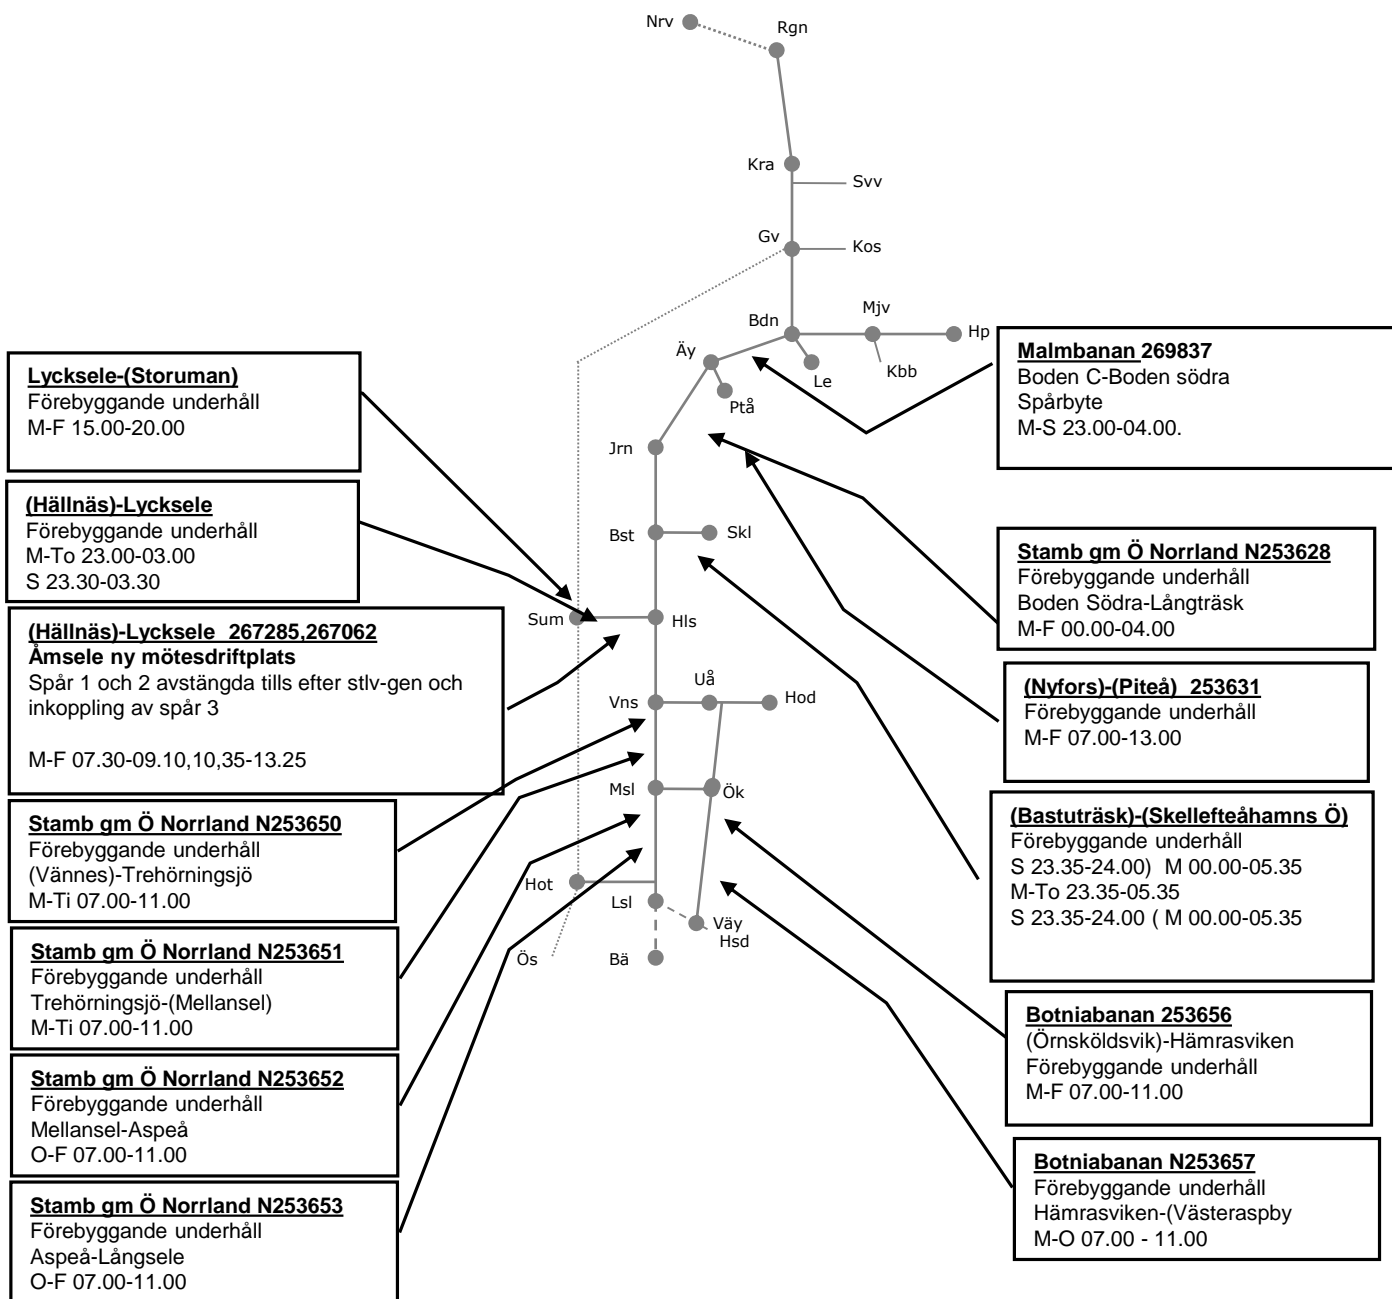 Nrv
Rgn
Kra
Svv
Gv
Kos
Bdn
Mjv
Hp
Äy
Le
Kbb
Ptå
Jrn
Bst
Skl
Sum
Hls
Uå
Vns
Hod
Msl
Ök
Hot
Lsl
Väy
Hsd
Ös
Bä
Lycksele-(Storuman)
Förebyggande underhåll
M-F 15.00-20.00
(Hällnäs)-Lycksele
Förebyggande underhåll
M-To 23.00-03.00
S 23.30-03.30
(Hällnäs)-Lycksele 267285,267062
Åmsele ny mötesdriftplats
Spår 1 och 2 avstängda tills efter stlv-gen och
inkoppling av spår 3
M-F 07.30-09.10,10,35-13.25
Stamb gm Ö Norrland N253650
Förebyggande underhåll
(Vännes)-Trehörningsjö
M-Ti 07.00-11.00
Stamb gm Ö Norrland N253651
Förebyggande underhåll
Trehörningsjö-(Mellansel)
M-Ti 07.00-11.00
Stamb gm Ö Norrland N253652
Förebyggande underhåll
Mellansel-Aspeå
O-F 07.00-11.00
Stamb gm Ö Norrland N253653
Förebyggande underhåll
Aspeå-Långsele
O-F 07.00-11.00
Malmbanan 269837
Boden C-Boden södra
Spårbyte
M-S 23.00-04.00.
Stamb gm Ö Norrland N253628
Förebyggande underhåll
Boden Södra-Långträsk
M-F 00.00-04.00
(Nyfors)-(Piteå) 253631
Förebyggande underhåll
M-F 07.00-13.00
(Bastuträsk)-(Skellefteåhamns Ö)
Förebyggande underhåll
S 23.35-24.00) M 00.00-05.35
M-To 23.35-05.35
S 23.35-24.00 ( M 00.00-05.35
Botniabanan 253656
(Örnsköldsvik)-Hämrasviken
Förebyggande underhåll
M-F 07.00-11.00
Botniabanan N253657
Förebyggande underhåll
Hämrasviken-(Västeraspby
M-O 07.00 - 11.00